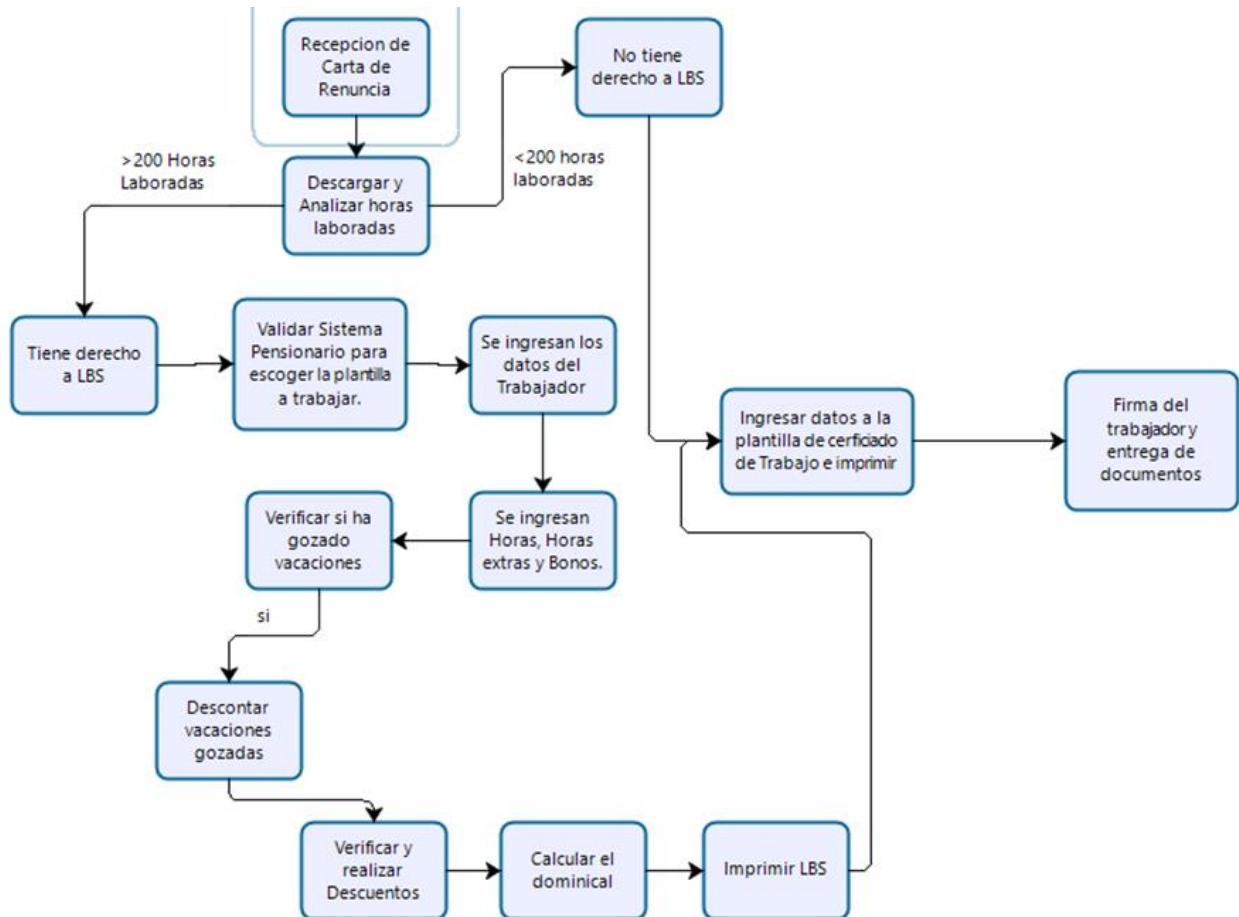 Recepcion de
Carta de
Renuncia
No tiene
derecho a LBS
>200 Horas
Laboradas
<200 horas
laboradas
Descargar y
Analizar horas
laboradas
Tiene derecho
a LBS
Validar Sistema
Pensionario para
escoger la plantilla
a trabajar.
Se ingresan los
datos del
Trabajador
Ingresar datos a la
plantilla de cerficiado
de Trabajo e imprimir
Firma del
trabajador y
entrega de
documentos
Verificar si ha
gozado
vacaciones
Se ingresan
Horas, Horas
extras y Bonos.
si
Descontar
vacaciones
gozadas
Verificar y
realizar
Descuentos
Calcular el
dominical
Imprimir LBS